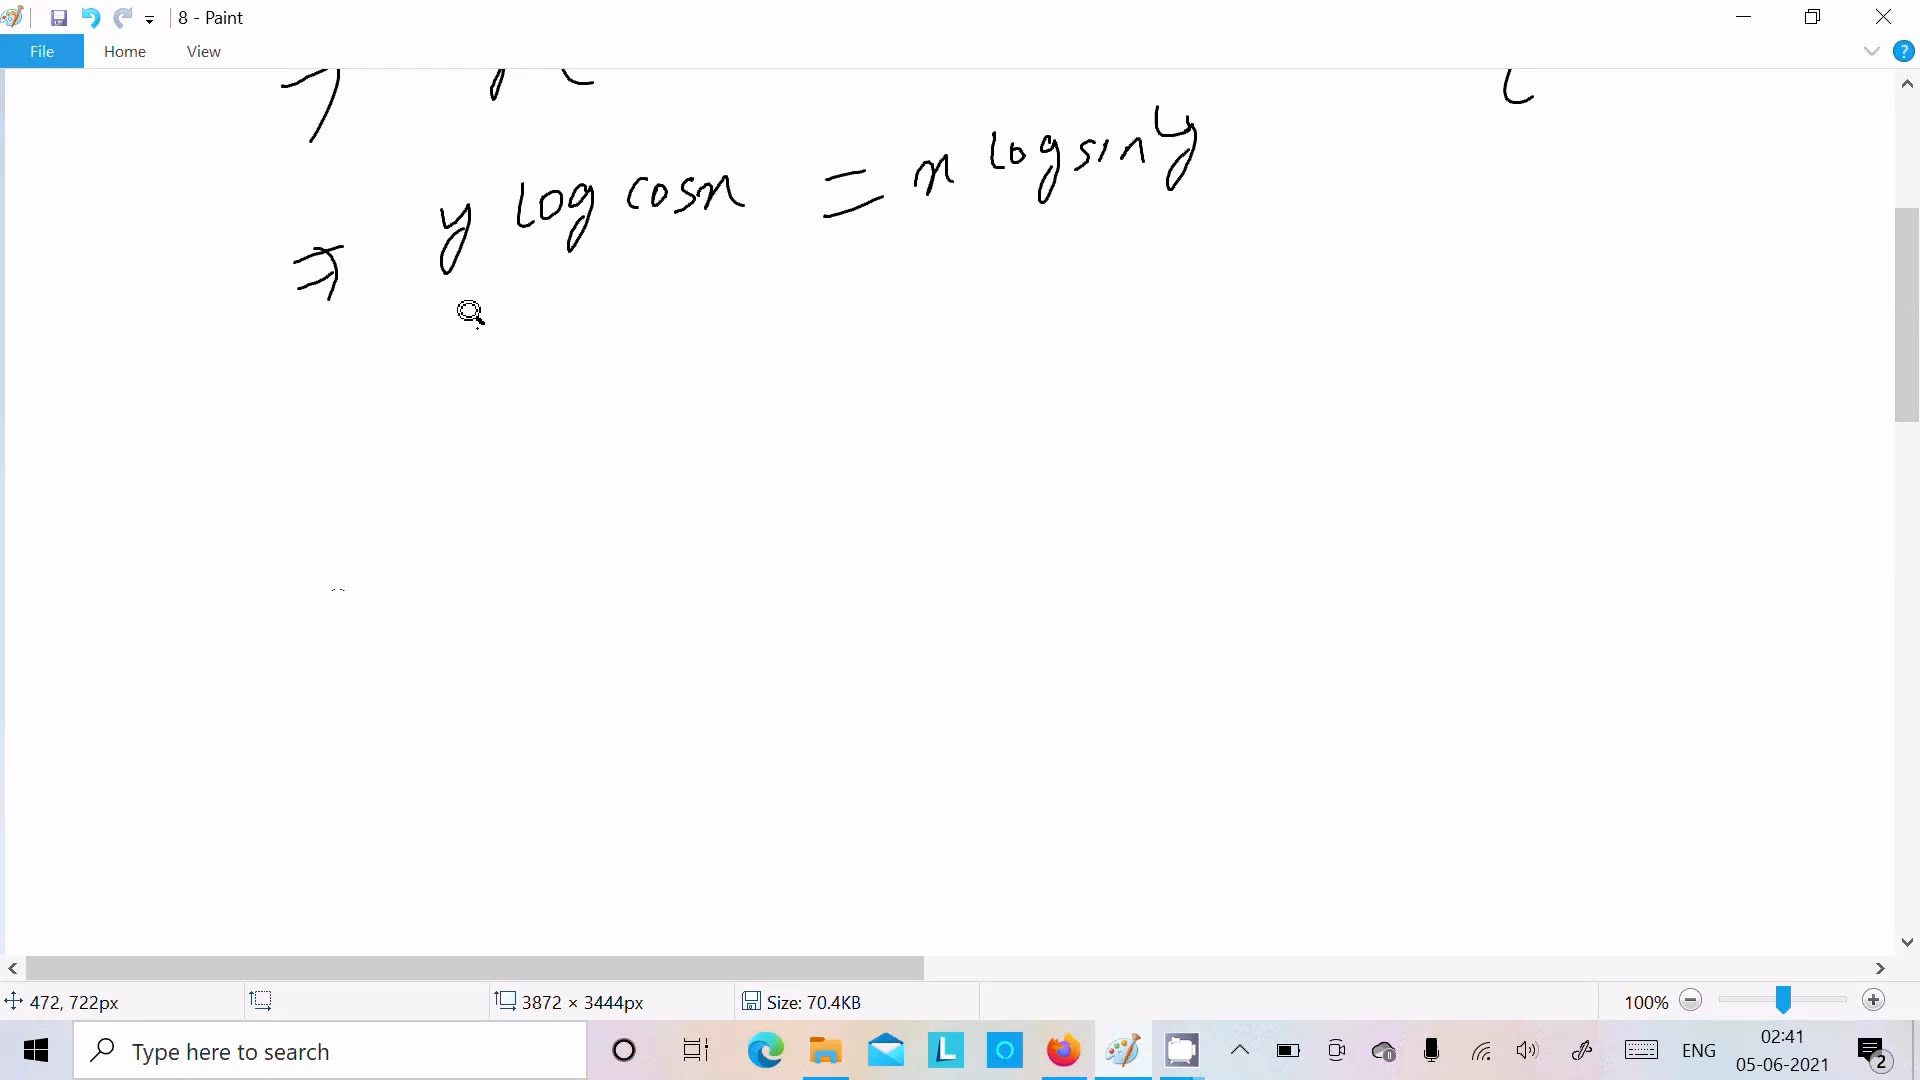 8 - Paint
File Home View
⇒ y log cosx = x log siny
472, 722px 3872 × 3444px Size: 70.4KB 100%
Type here to search
ENG 02:41
05-06-2021 2